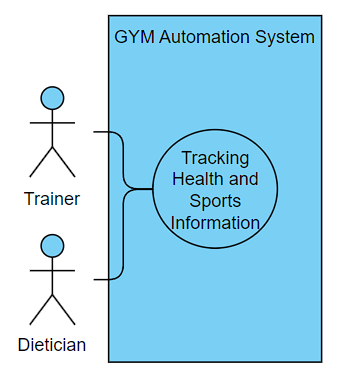 GYM Automation System
Tracking
Health and
Sports
Information
Trainer
Dietician